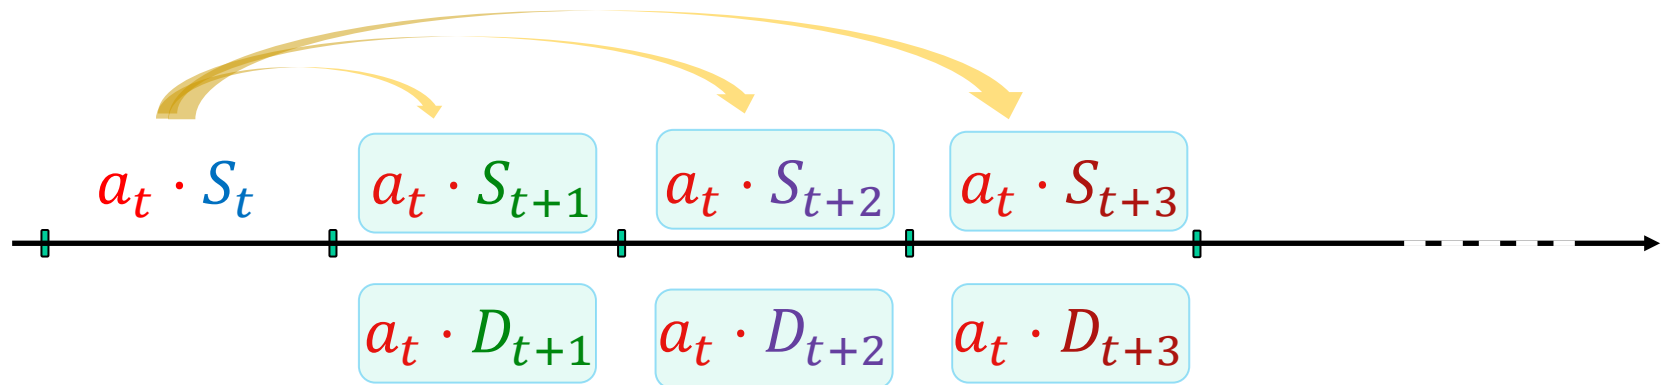 a_t · S_t a_t · S_{t+1} a_t · S_{t+2} a_t · S_{t+3}
a_t · D_{t+1} a_t · D_{t+2} a_t · D_{t+3}